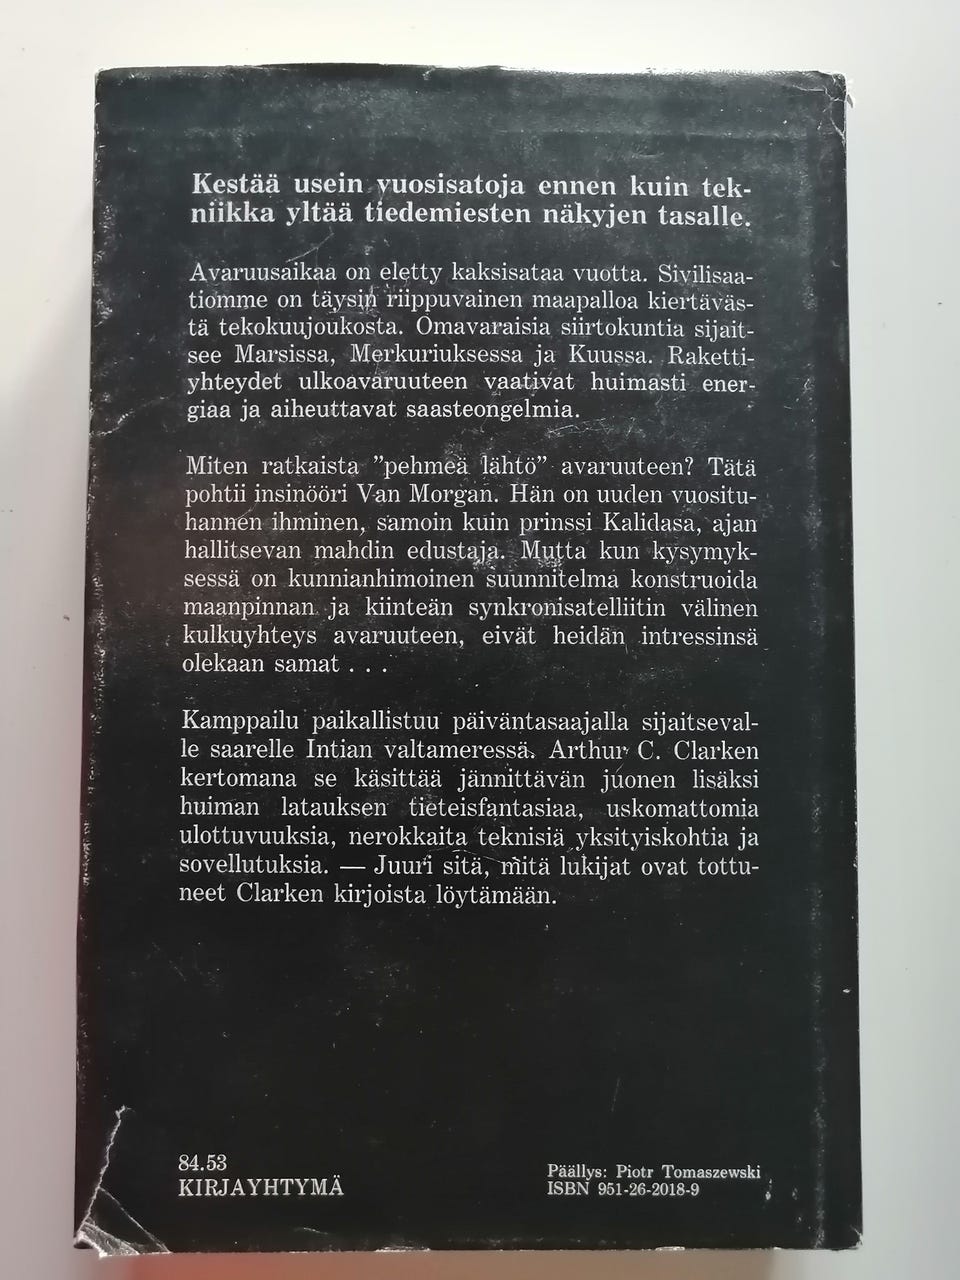 Kestää usein vuosisatoja ennen kuin tek-
niikka yltää tiedemiesten näkyjen tasalle.
Avaruusaikaa on eletty kaksisataa vuotta. Sivilisaa-
tiomme on täysin riippuvainen maapalloa kiertäväs-
tä tekokuujoukosta. Omavaraisia siirtokuntia sijait-
see Marsissa, Merkuriuksessa ja Kuussa. Raketti-
yhteydet ulkoavaruuteen vaativat huimasti ener-
giaa ja aiheuttavat saasteongelmia.
Miten ratkaista ”pehmeä lähtö” avaruuteen? Tätä
pohtii insinööri Van Morgan. Hän on uuden vuositu-
hannen ihminen, samoin kuin prinssi Kalidasa, ajan
hallitsevan mahdin edustaja. Mutta kun kysymyk-
sessä on kunnianhimoinen suunnitelma konstruoida
maanpinnan ja kiinteän synkronisatelliitin välinen
kulkuyhteys avaruuteen, eivät heidän intressinsä
olekaan samat . . .
Kamppailu paikallistuu päiväntasaajalla sijaitseval-
le saarelle Intian valtameressä. Arthur C. Clarken
kertomana se käsittää jännittävän juonen lisäksi
huiman latauksen tieteisfantasiaa, uskomattomia
ulottuvuuksia, nerokkaita teknisiä yksityiskohtia ja
sovellutuksia. — Juuri sitä, mitä lukijat ovat tottu-
neet Clarken kirjoista löytämään.
84.53
KIRJAYHTYMÄ
Päällys: Piotr Tomaszewski
ISBN 951-26-2018-9